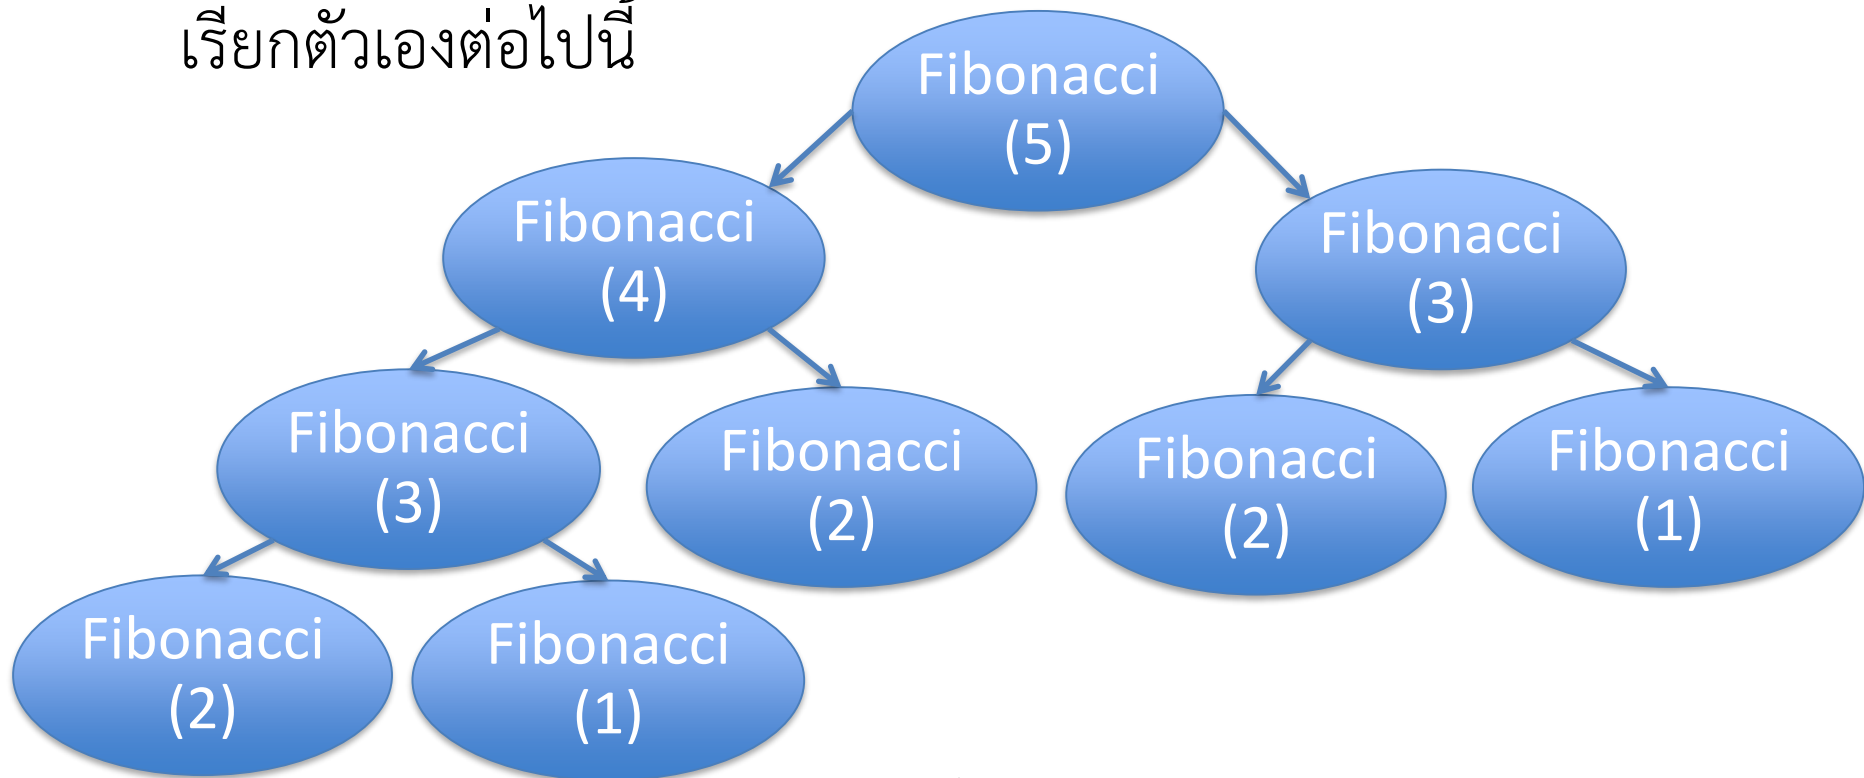 เรียกตัวเองต่อไปนี้
Fibonacci
(5)
Fibonacci
(4)
Fibonacci
(3)
Fibonacci
(3)
Fibonacci
(2)
Fibonacci
(2)
Fibonacci
(1)
Fibonacci
(2)
Fibonacci
(1)